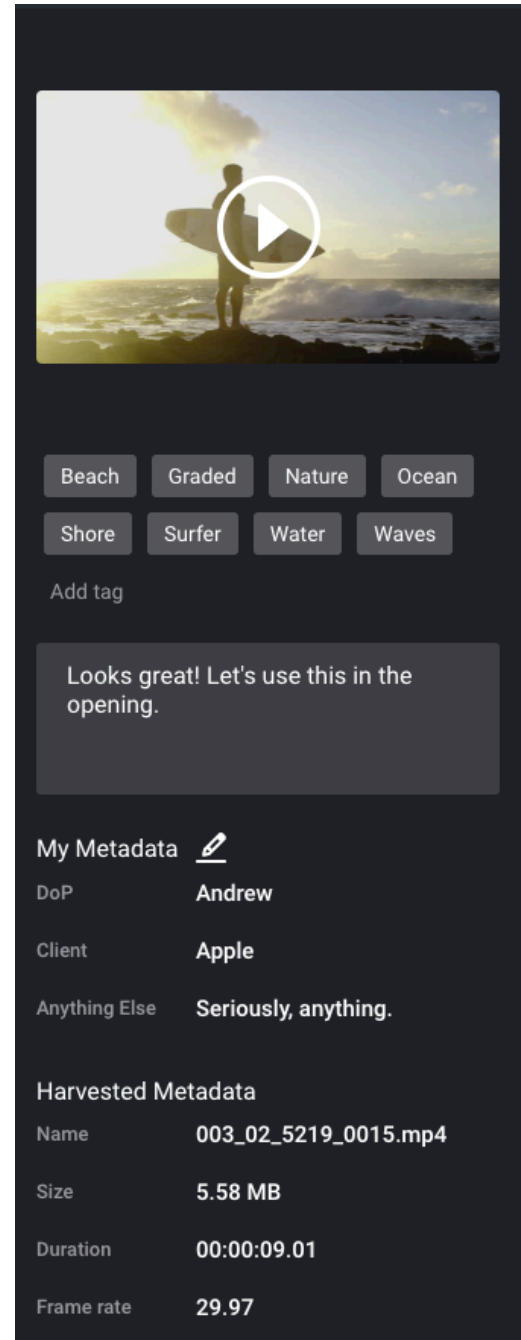 Beach Graded Nature Ocean
Shore Surfer Water Waves
Add tag
Looks great! Let's use this in the
opening.
My Metadata
DoP Andrew
Client Apple
Anything Else Seriously, anything.
Harvested Metadata
Name 003_02_5219_0015.mp4
Size 5.58 MB
Duration 00:00:09.01
Frame rate 29.97